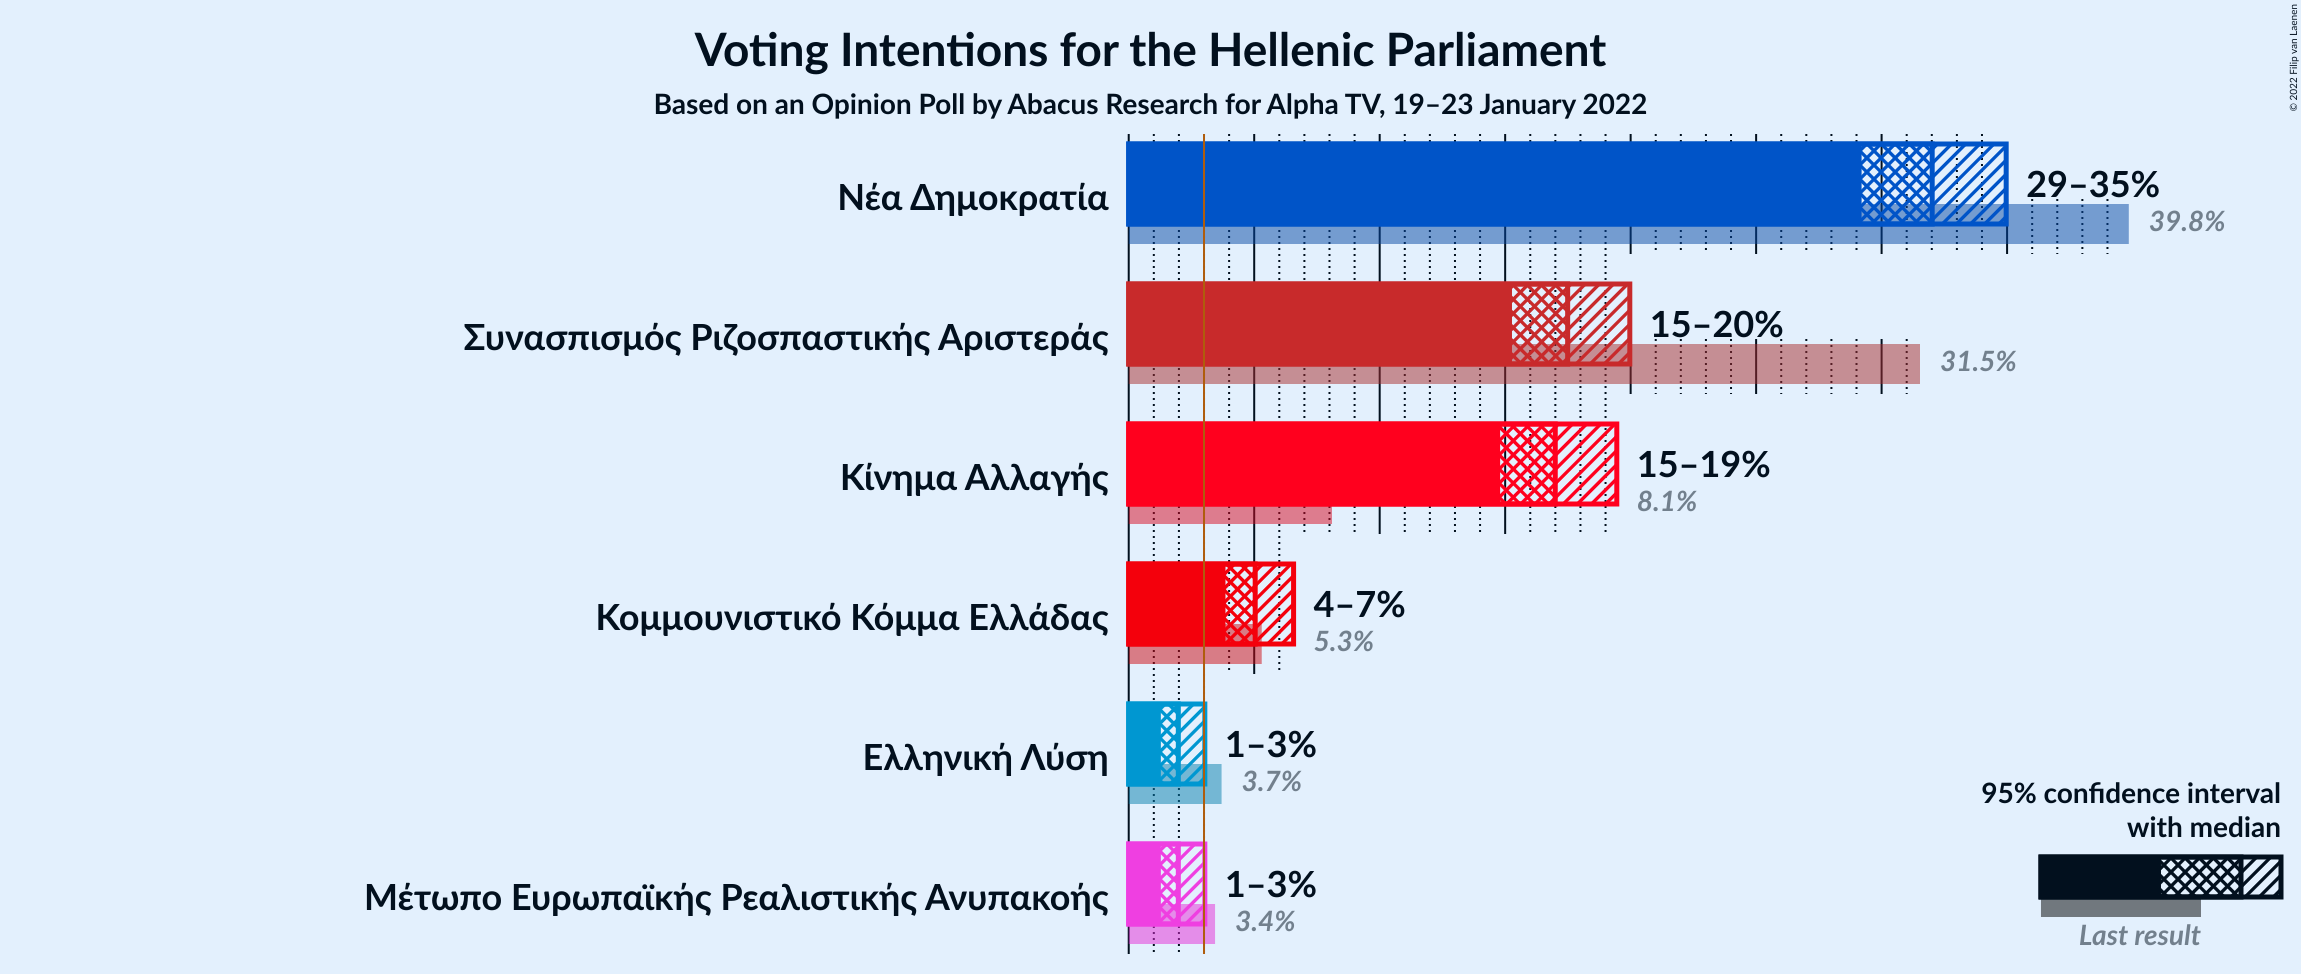 Voting Intentions for the Hellenic Parliament
Based on an Opinion Poll by Abacus Research for Alpha TV, 19–23 January 2022
© 2022 Filip van Laenen
Νέα Δημοκρατία
29–35%
39.8%
Συνασπισμός Ριζοσπαστικής Αριστεράς
15–20%
31.5%
Κίνημα Αλλαγής
15–19%
8.1%
Κομμουνιστικό Κόμμα Ελλάδας
4–7%
5.3%
Ελληνική Λύση
1–3%
3.7%
Μέτωπο Ευρωπαϊκής Ρεαλιστικής Ανυπακοής
1–3%
3.4%
95% confidence interval
with median
Last result